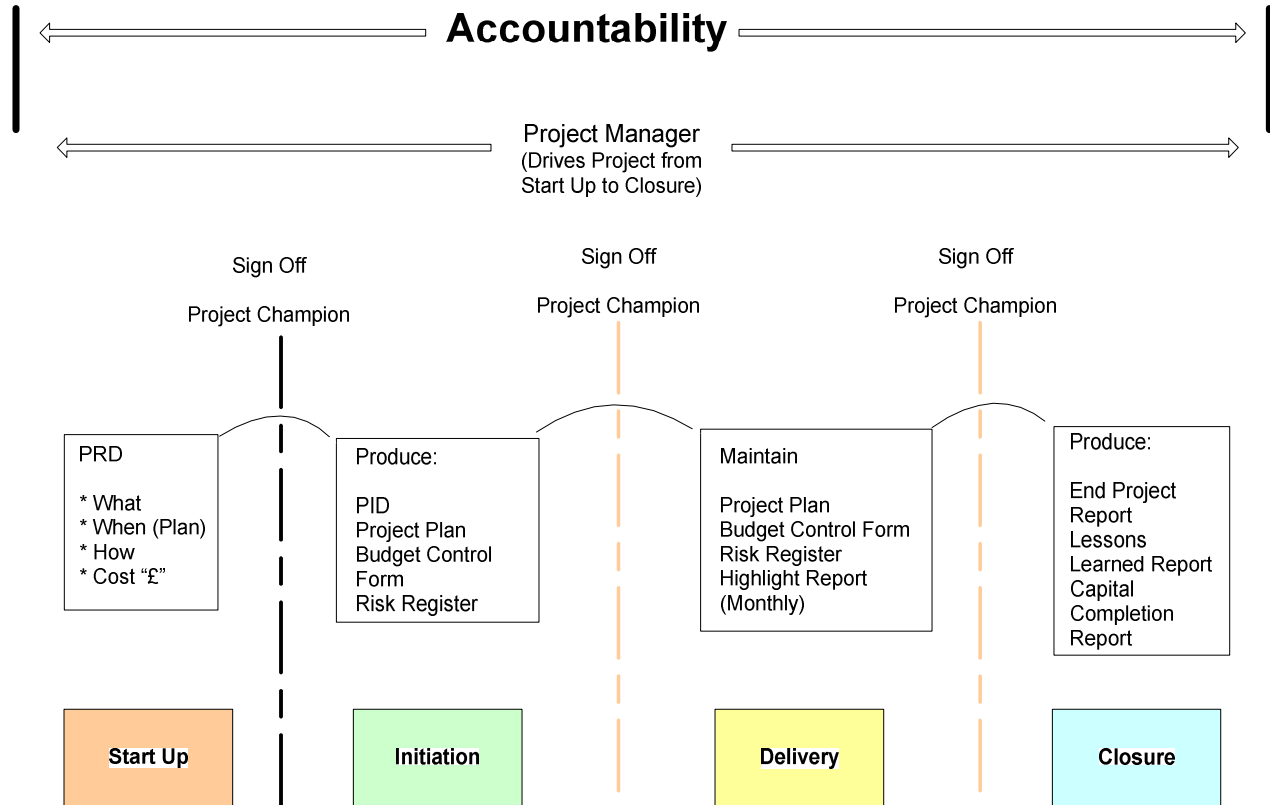 Accountability
Project Manager
(Drives Project from
Start Up to Closure)
Sign Off
Project Champion
Sign Off
Project Champion
Sign Off
Project Champion
PRD
* What
* When (Plan)
* How
* Cost “£”
Produce:
PID
Project Plan
Budget Control
Form
Risk Register
Maintain
Project Plan
Budget Control Form
Risk Register
Highlight Report
(Monthly)
Produce:
End Project
Report
Lessons
Learned Report
Capital
Completion
Report
Start Up
Initiation
Delivery
Closure